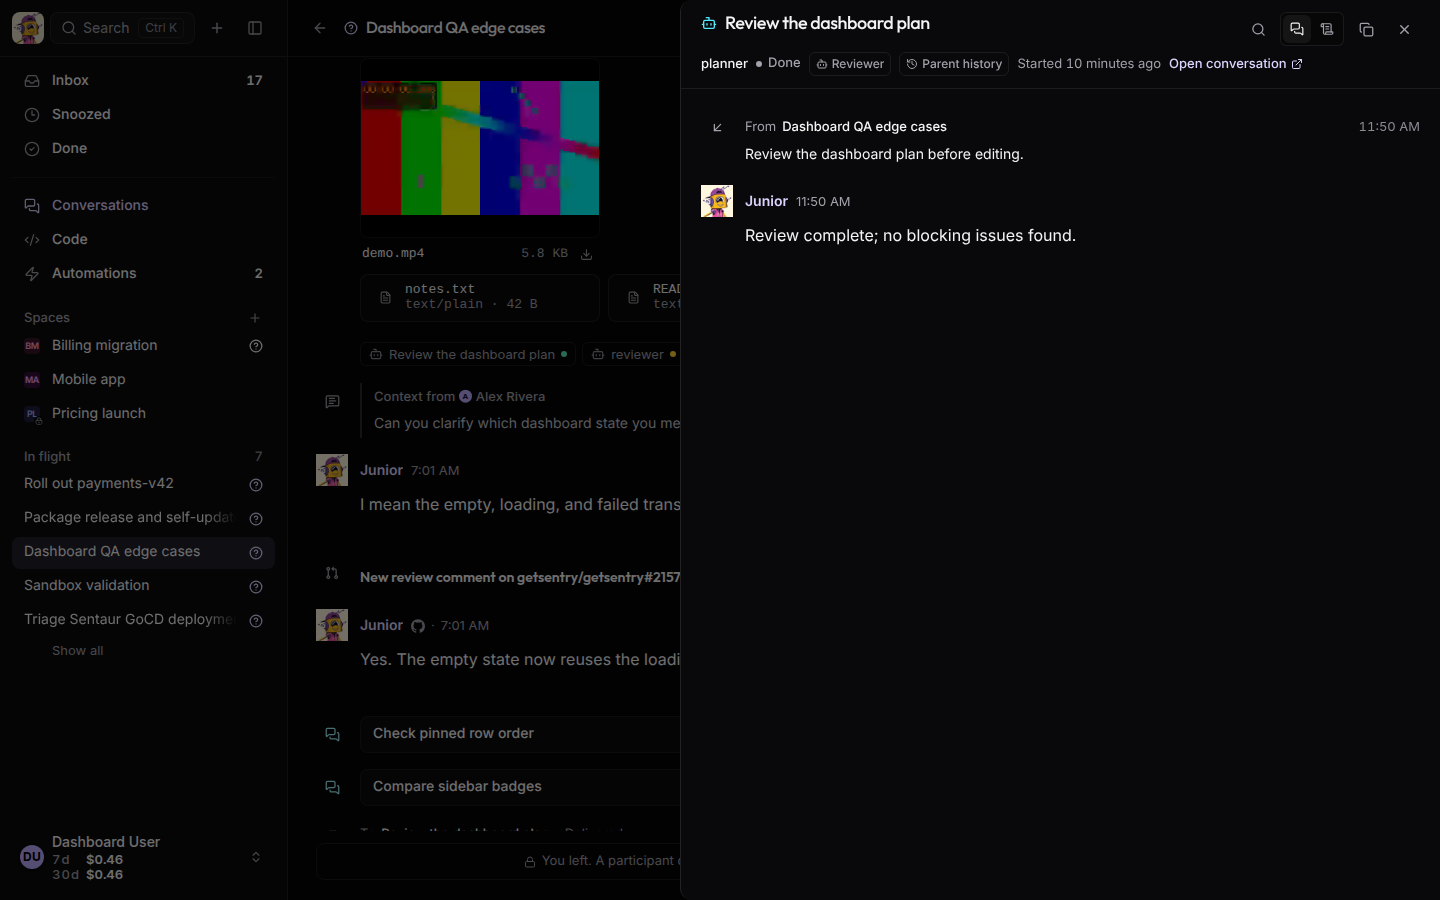 Search Ctrl K
Inbox 17
Snoozed
Done
Conversations
Code
Automations 2
Spaces
BM Billing migration
MA Mobile app
PL Pricing launch
In flight 7
Roll out payments-v42
Package release and self-updat
Dashboard QA edge cases
Sandbox validation
Triage Sentaur GoCD deployme
Show all
DU Dashboard User
7d $0.46
30d $0.46
Dashboard QA edge cases
demo.mp4 5.8 KB
notes.txt
text/plain · 42 B
READ
text
Review the dashboard plan
reviewer
Context from A Alex Rivera
Can you clarify which dashboard state you me
Junior 7:01 AM
I mean the empty, loading, and failed trans
New review comment on getsentry/getsentry#2157
Junior · 7:01 AM
Yes. The empty state now reuses the loadi
Check pinned row order
Compare sidebar badges
You left. A participant
Review the dashboard plan
planner Done Reviewer Parent history Started 10 minutes ago Open conversation
From Dashboard QA edge cases 11:50 AM
Review the dashboard plan before editing.
Junior 11:50 AM
Review complete; no blocking issues found.